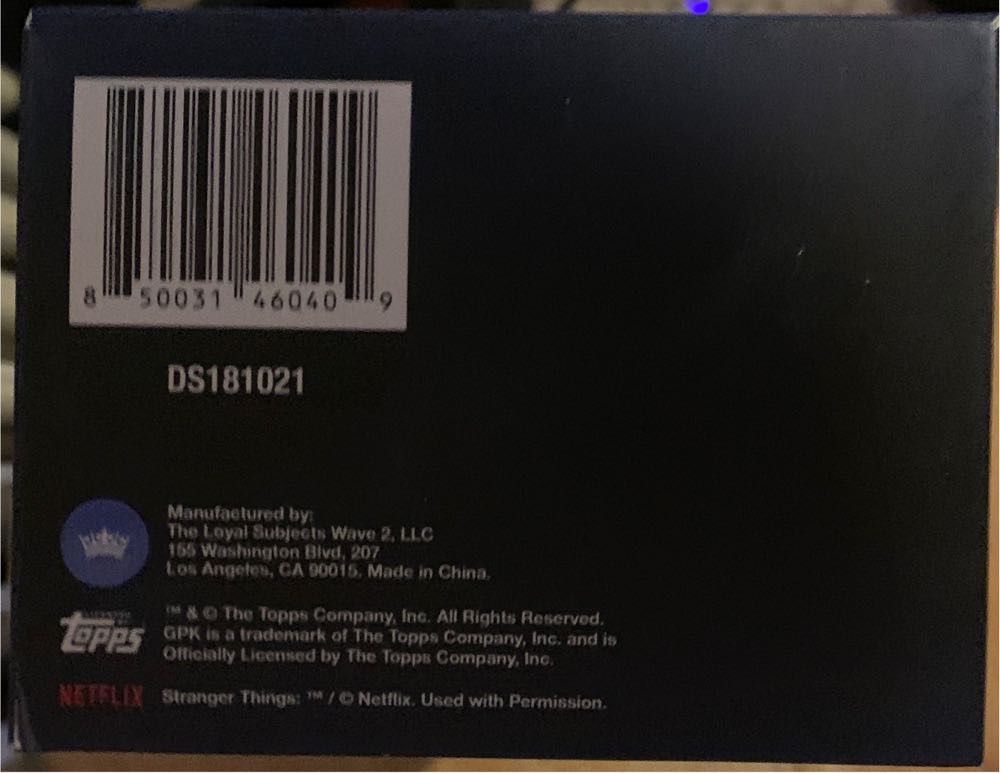 8 50031 46040 9
DS181021
Manufactured by:
The Loyal Subjects Wave 2, LLC
155 Washington Blvd, 207
Los Angeles, CA 90015. Made in China.
TOPPS
™ & © The Topps Company, Inc. All Rights Reserved.
GPK is a trademark of The Topps Company, Inc. and is
Officially Licensed by The Topps Company, Inc.
NETFLIX
Stranger Things: ™ / © Netflix. Used with Permission.